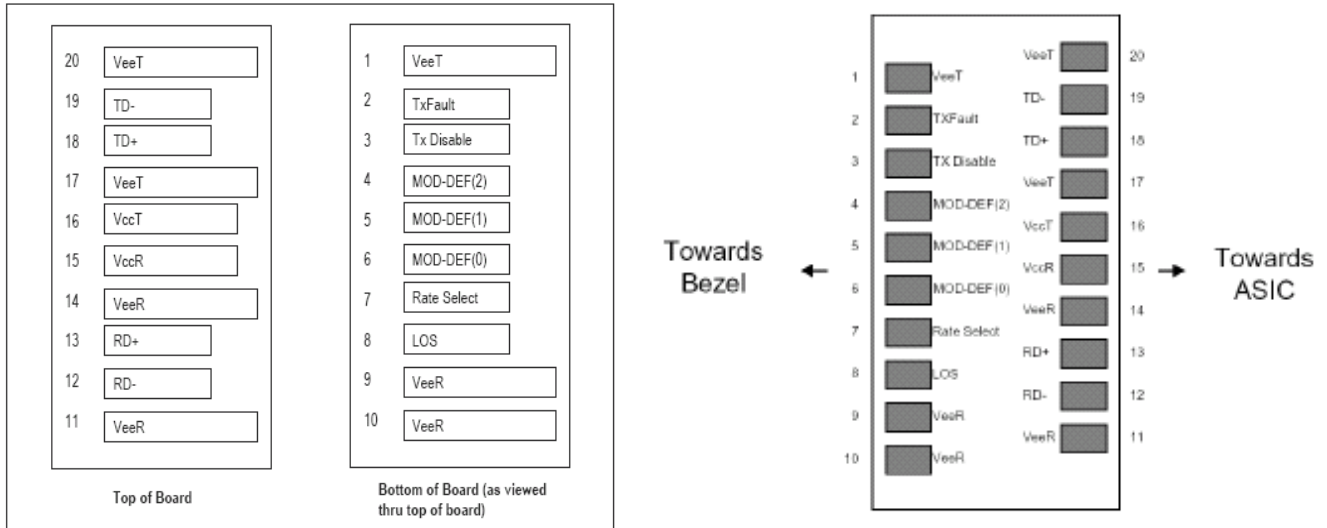 20 VeeT
19 TD-
18 TD+
17 VeeT
16 VccT
15 VccR
14 VeeR
13 RD+
12 RD-
11 VeeR
Top of Board
1 VeeT
2 TxFault
3 Tx Disable
4 MOD-DEF(2)
5 MOD-DEF(1)
6 MOD-DEF(0)
7 Rate Select
8 LOS
9 VeeR
10 VeeR
Bottom of Board (as viewed
thru top of board)
Towards
Bezel
1 VeeT
2 TXFault
3 TX Disable
4 MOD-DEF(2)
5 MOD-DEF(1)
6 MOD-DEF(0)
7 Rate Select
8 LOS
9 VeeR
10 VeeR
VeeT 20
TD- 19
TD+ 18
VeeT 17
VccT 16
VccR 15
VeeR 14
RD+ 13
RD- 12
VeeR 11
Towards
ASIC